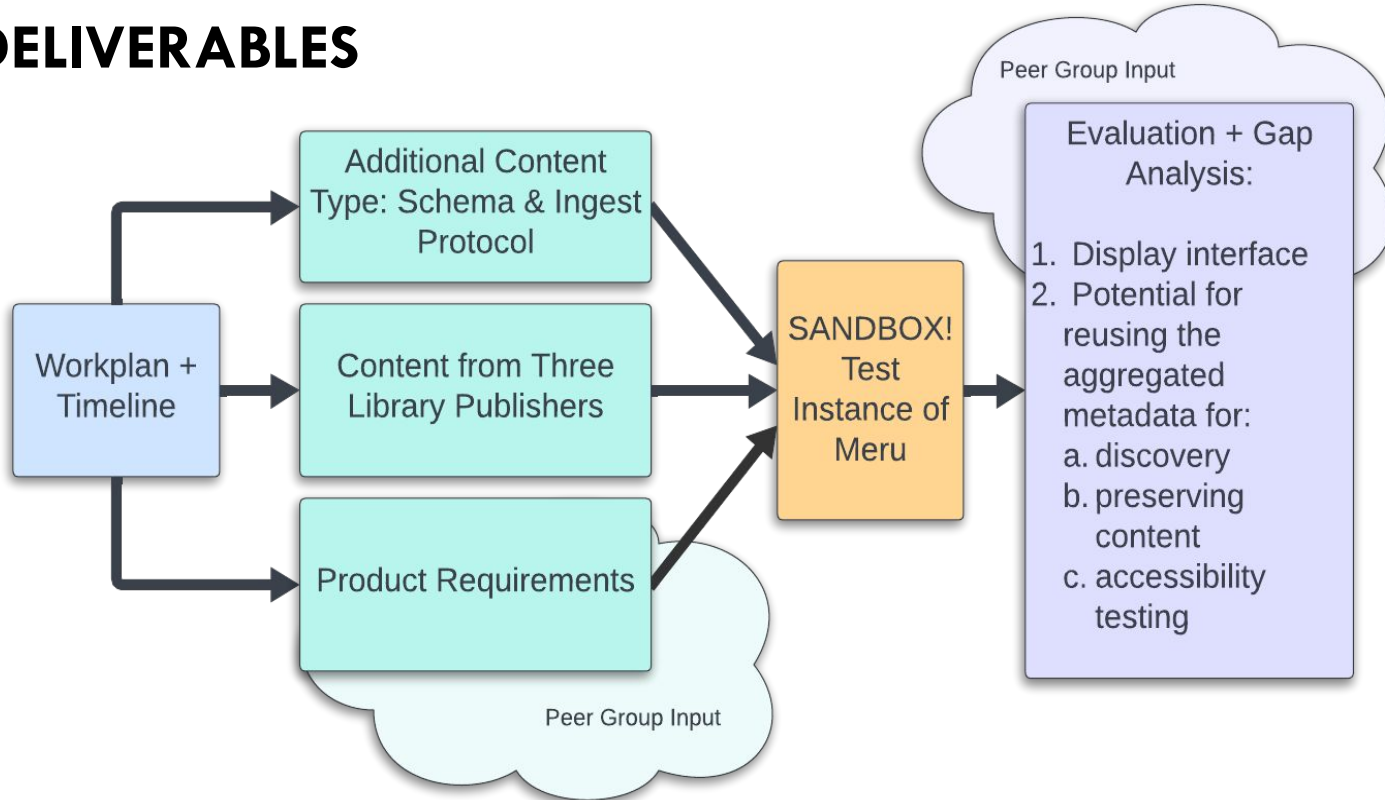 DELIVERABLES
Peer Group Input
Additional Content
Type: Schema & Ingest
Protocol
Evaluation + Gap
Analysis:
1. Display interface
2. Potential for
reusing the
aggregated
metadata for:
a. discovery
b. preserving
content
c. accessibility
testing
Workplan +
Timeline
Content from Three
Library Publishers
SANDBOX!
Test
Instance of
Meru
Product Requirements
Peer Group Input